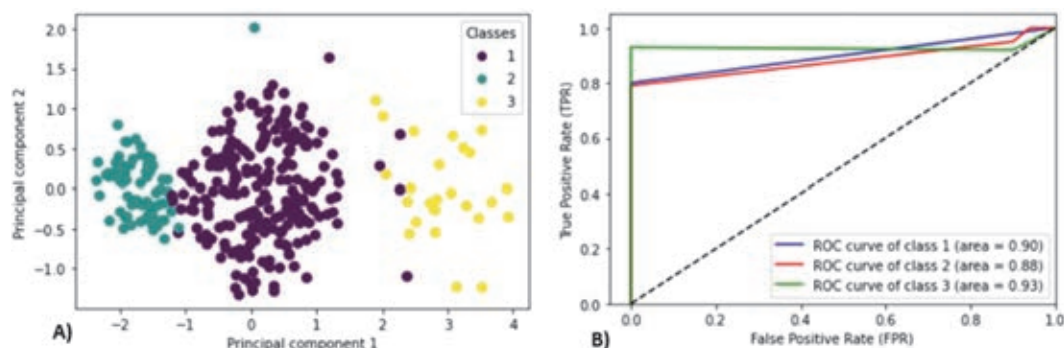 2.0
1.5
1.0
0.5
0.0
−0.5
−1.0
Principal component 2
−2
−1
0
1
2
3
4
Principal component 1
Classes
1
2
3
A)
1.0
0.8
0.6
0.4
0.2
0.0
True Positive Rate (TPR)
0.0
0.2
0.4
0.6
0.8
1.0
False Positive Rate (FPR)
ROC curve of class 1 (area = 0.90)
ROC curve of class 2 (area = 0.88)
ROC curve of class 3 (area = 0.93)
B)